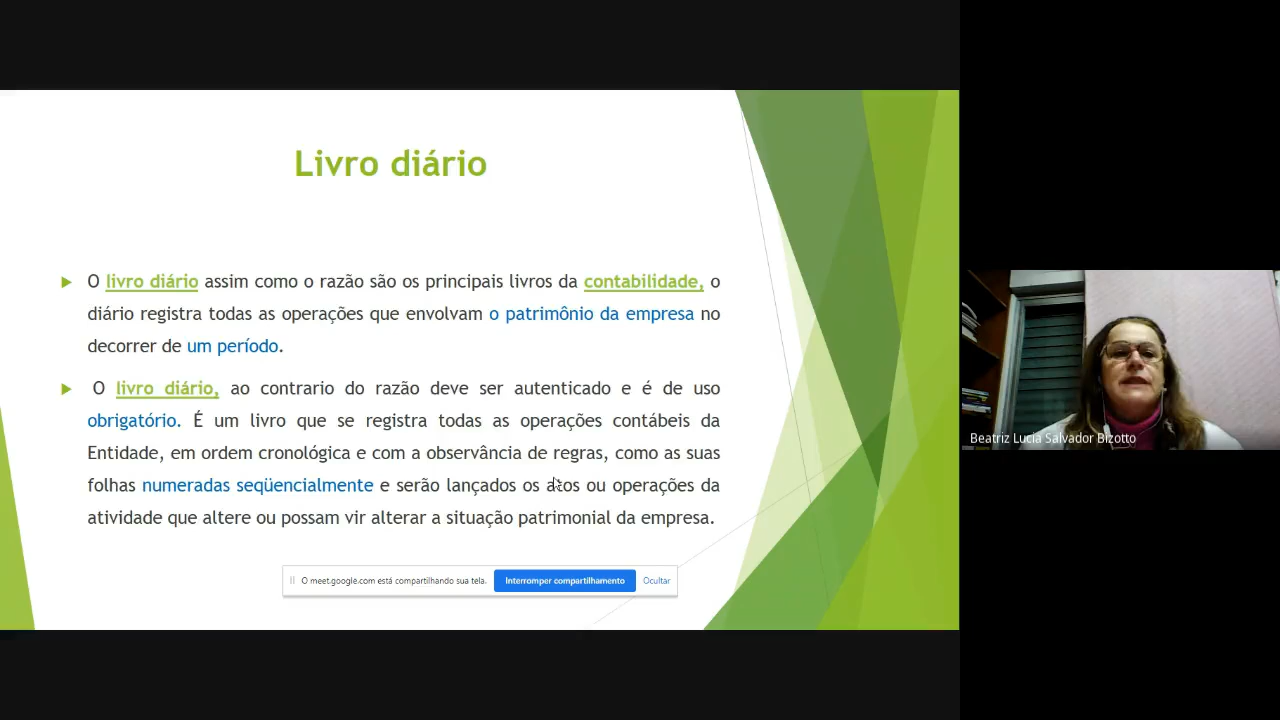 Livro diário
O livro diário assim como o razão são os principais livros da contabilidade, o
diário registra todas as operações que envolvam o patrimônio da empresa no
decorrer de um período.
O livro diário, ao contrario do razão deve ser autenticado e é de uso
obrigatório. É um livro que se registra todas as operações contábeis da
Entidade, em ordem cronológica e com a observância de regras, como as suas
folhas numeradas seqüencialmente e serão lançados os atos ou operações da
atividade que altere ou possam vir alterar a situação patrimonial da empresa.
O meet.google.com está compartilhando sua tela. Interromper compartilhamento Ocultar
Beatriz Lucia Salvador Bizotto